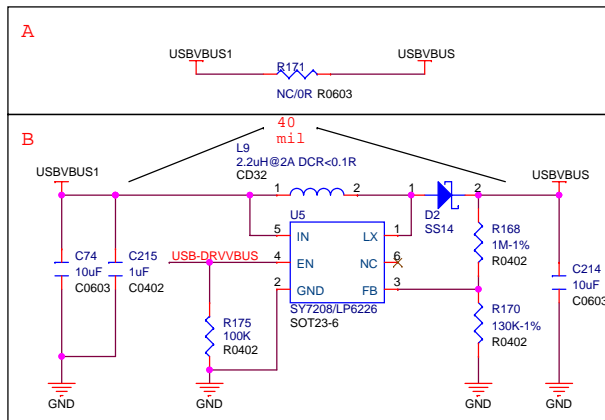 A
USBVBUS1
R171
USBVBUS
NC/0R R0603
B
40
mil
L9
2.2uH@2A DCR<0.1R
CD32
USBVBUS1
USBVBUS
1
2
1
2
D2
SS14
U5
5
IN
LX
1
R168
1M-1%
R0402
C74
10uF
C0603
C215
1uF
C0402
USB-DRVVBUS
4
EN
NC
6
C214
10uF
C0603
2
GND
FB
3
SY7208/LP6226
SOT23-6
R175
100K
R0402
R170
130K-1%
R0402
GND
GND
GND
GND